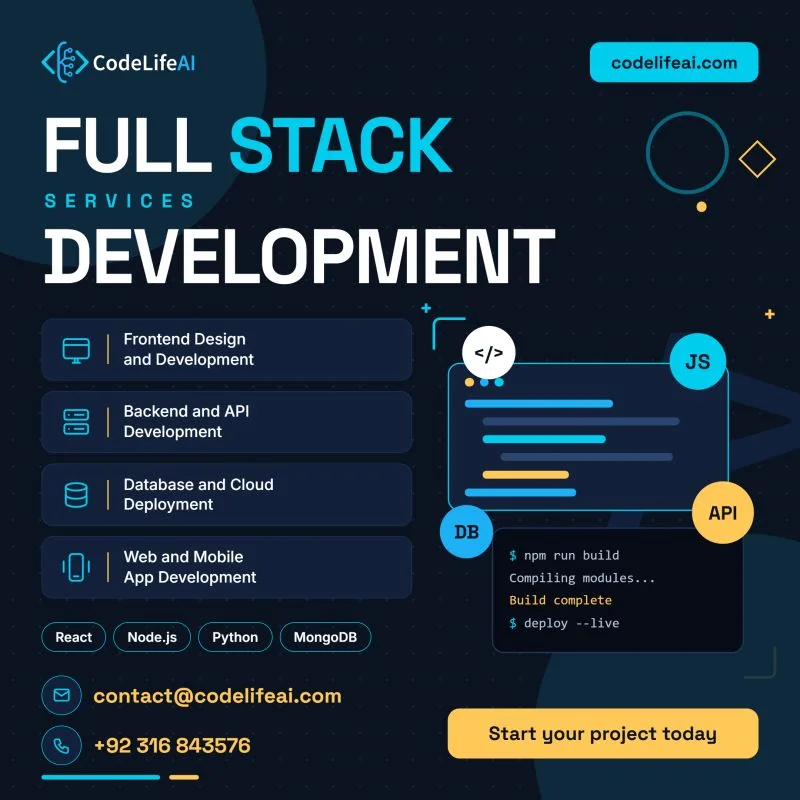 CodeLifeAI
codelifeai.com
FULL STACK
SERVICES
DEVELOPMENT
Frontend Design
and Development
Backend and API
Development
Database and Cloud
Deployment
Web and Mobile
App Development
React
Node.js
Python
MongoDB
contact@codelifeai.com
+92 316 843576
</>
JS
API
DB
$ npm run build
Compiling modules...
Build complete
$ deploy --live
Start your project today